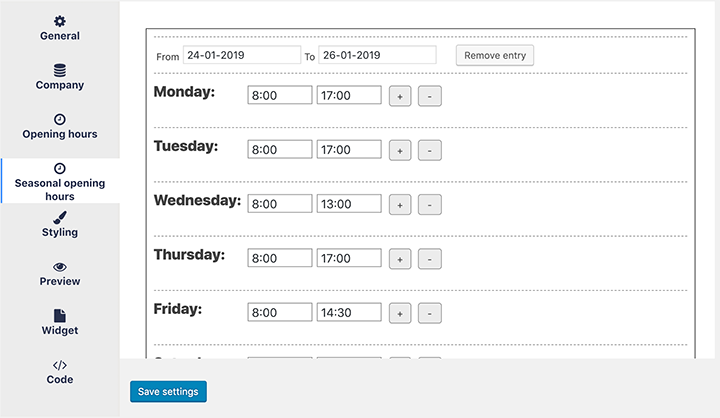 General
Company
Opening hours
Seasonal opening
hours
Styling
Preview
Widget
</> 
Code
From 24-01-2019 To 26-01-2019 Remove entry
Monday: 8:00 17:00 + -
Tuesday: 8:00 17:00 + -
Wednesday: 8:00 13:00 + -
Thursday: 8:00 17:00 + -
Friday: 8:00 14:30 + -
Save settings